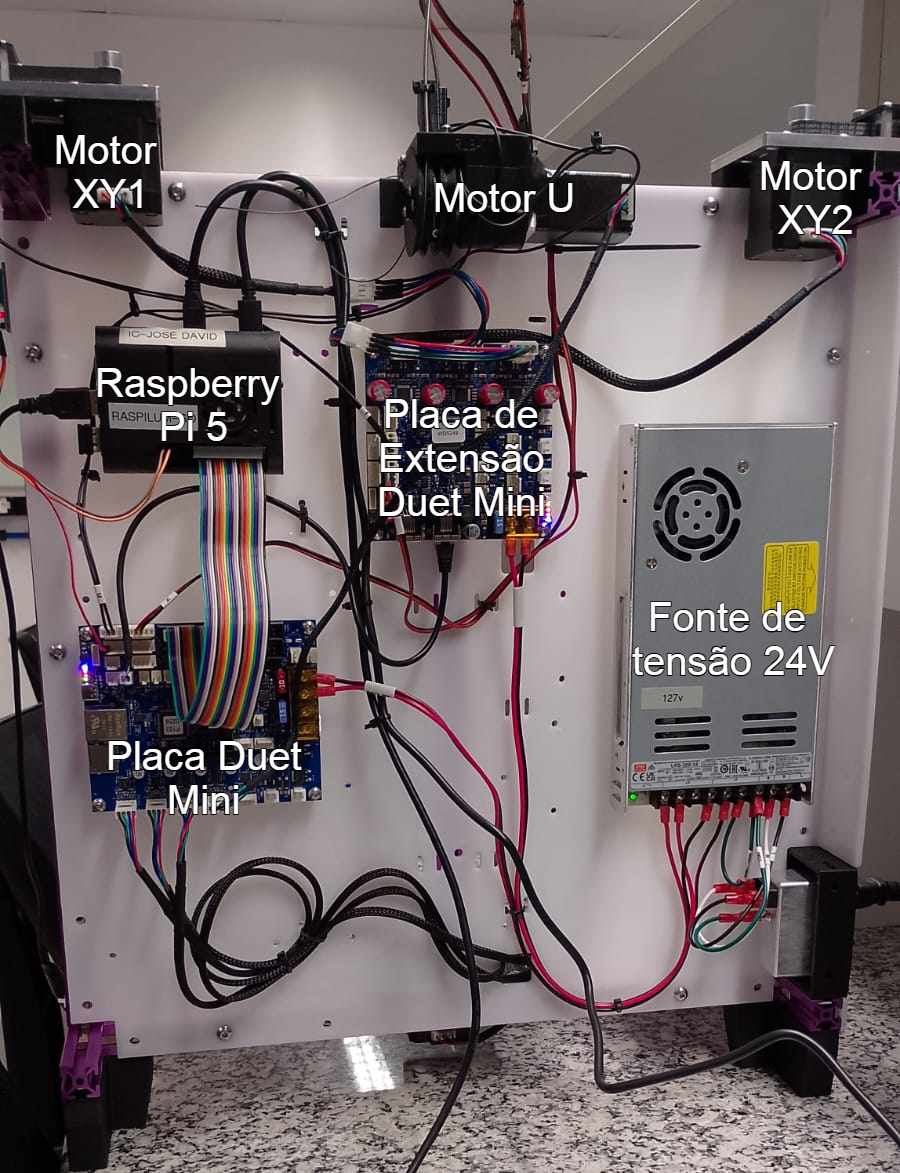 Motor
XY1
Motor U
Motor
XY2
IC-JOSE DAVID
Raspberry
Pi 5
Placa de
Extensão
Duet Mini
Fonte de
tensão 24V
127v
Placa Duet
Mini